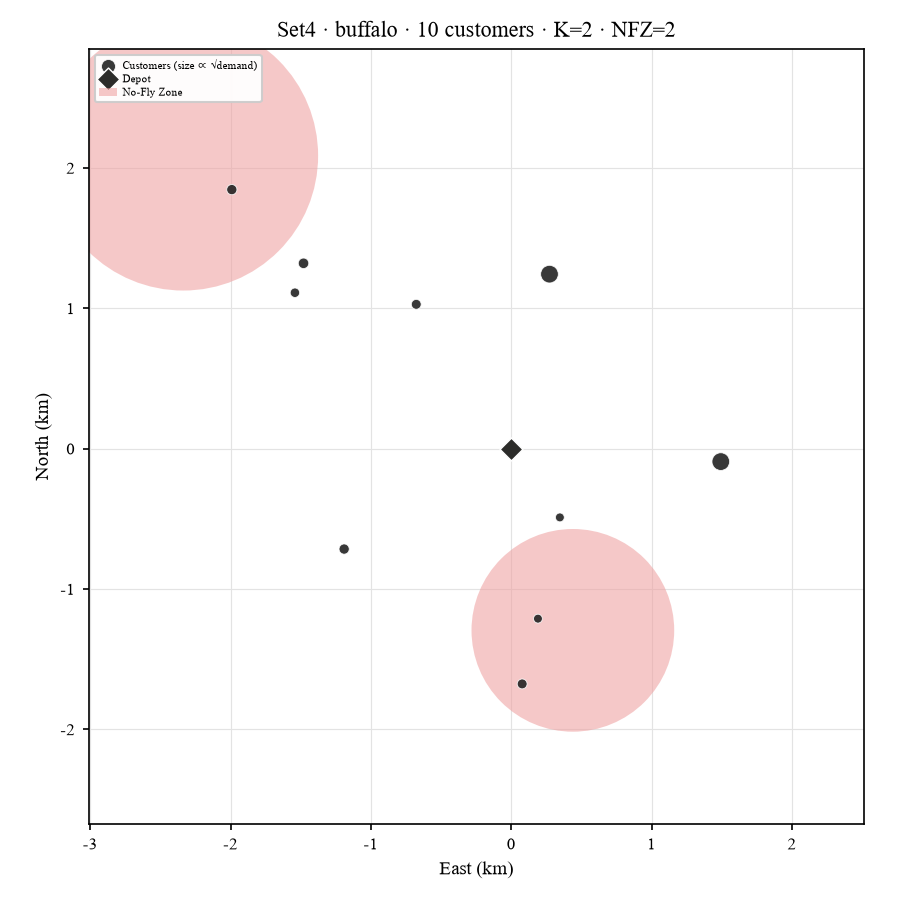 Set4 · buffalo · 10 customers · K=2 · NFZ=2
Customers (size ∝ √demand)
Depot
No-Fly Zone
North (km)
2
1
0
-1
-2
-3
-2
-1
0
1
2
East (km)